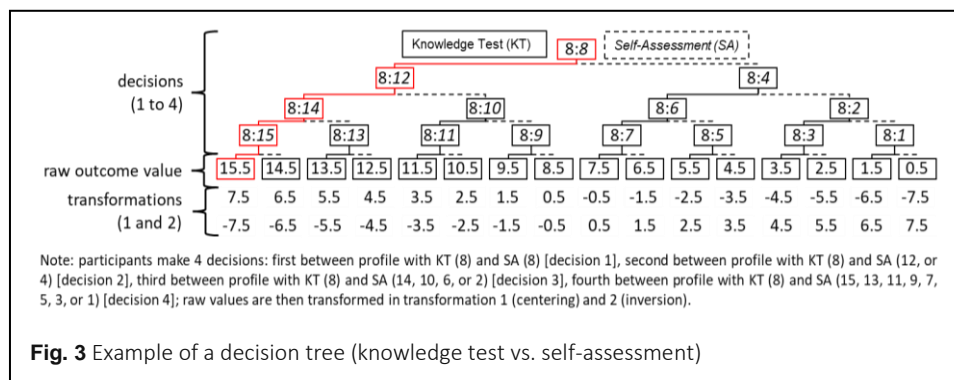 Knowledge Test (KT) 8:8 Self-Assessment (SA)
decisions
(1 to 4)
8:12 8:4
8:14 8:10 8:6 8:2
8:15 8:13 8:11 8:9 8:7 8:5 8:3 8:1
raw outcome value 15.5 14.5 13.5 12.5 11.5 10.5 9.5 8.5 7.5 6.5 5.5 4.5 3.5 2.5 1.5 0.5
transformations
(1 and 2)
7.5 6.5 5.5 4.5 3.5 2.5 1.5 0.5 -0.5 -1.5 -2.5 -3.5 -4.5 -5.5 -6.5 -7.5
-7.5 -6.5 -5.5 -4.5 -3.5 -2.5 -1.5 -0.5 0.5 1.5 2.5 3.5 4.5 5.5 6.5 7.5
Note: participants make 4 decisions: first between profile with KT (8) and SA (8) [decision 1], second between profile with KT (8) and SA (12, or
4) [decision 2], third between profile with KT (8) and SA (14, 10, 6, or 2) [decision 3], fourth between profile with KT (8) and SA (15, 13, 11, 9, 7,
5, 3, or 1) [decision 4]; raw values are then transformed in transformation 1 (centering) and 2 (inversion).
Fig. 3 Example of a decision tree (knowledge test vs. self-assessment)